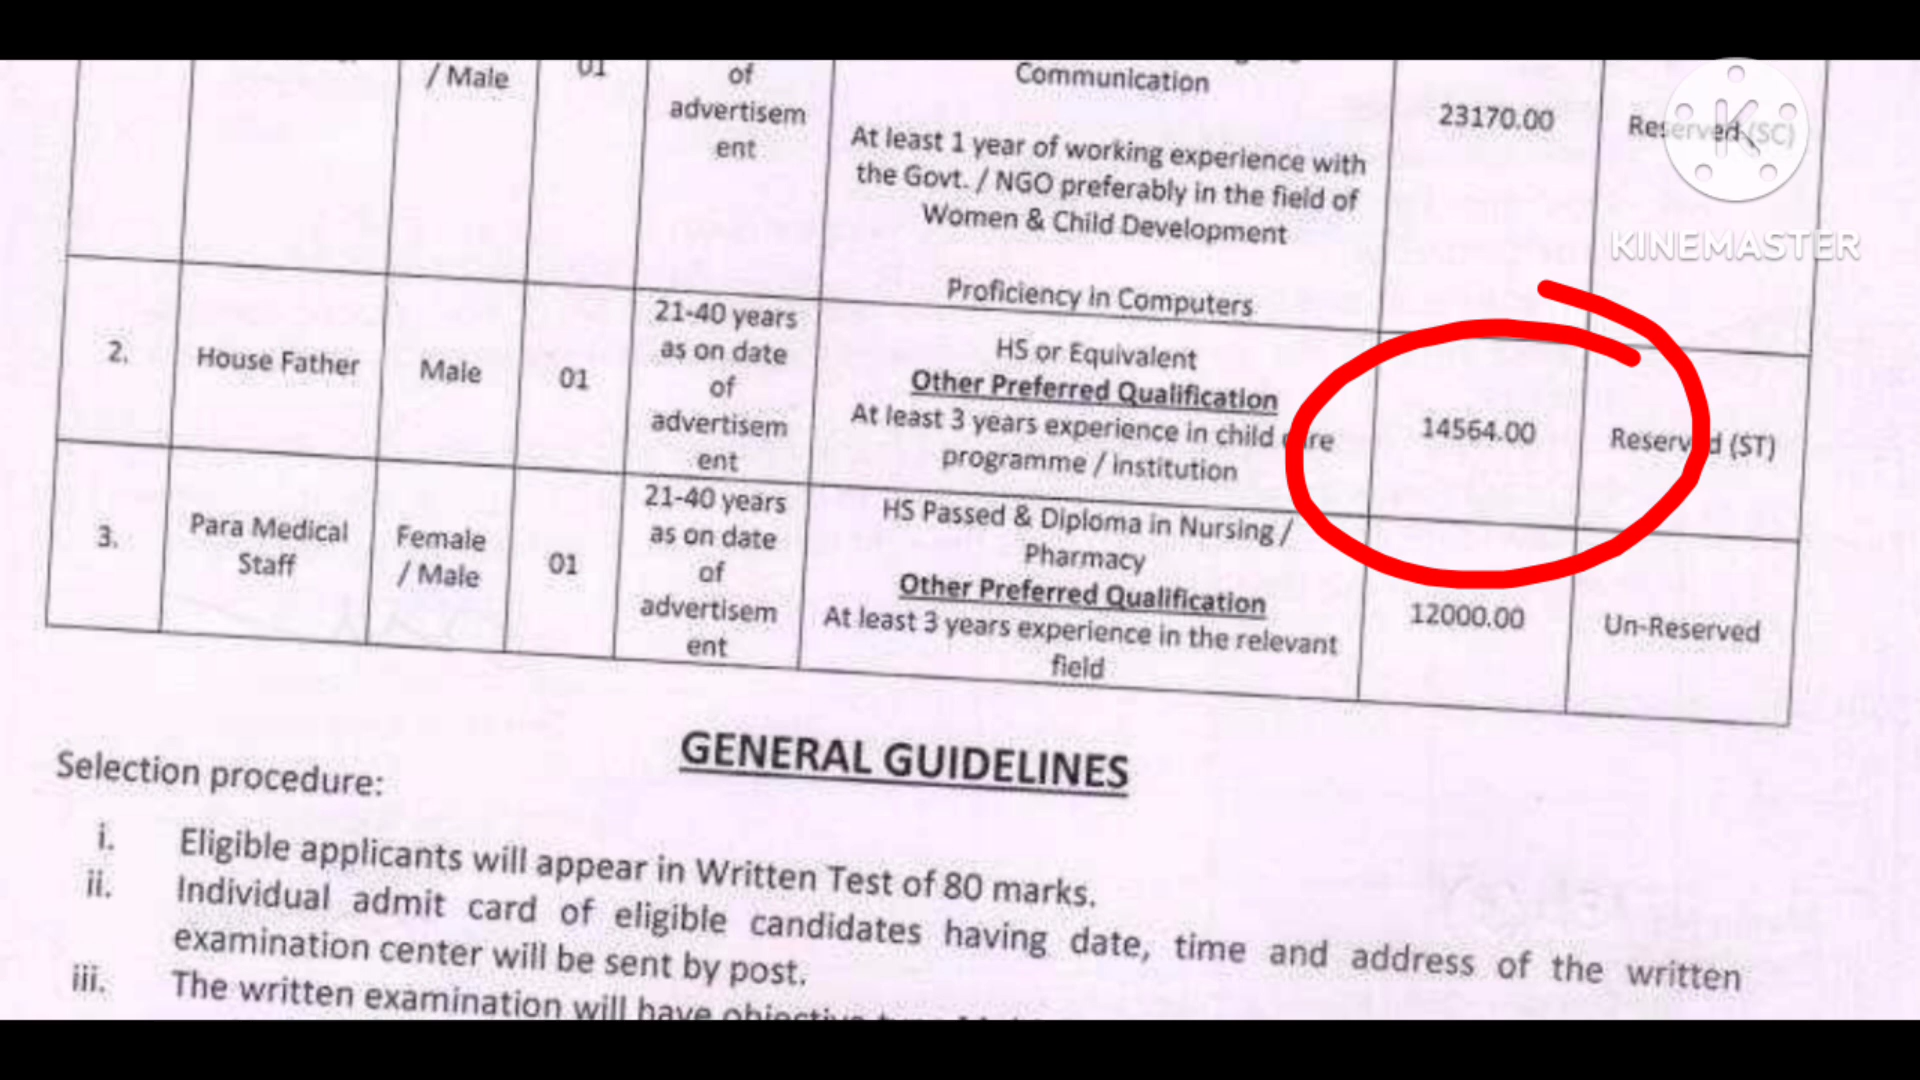 / Male
01
of
advertisem
ent
Communication
At least 1 year of working experience with
the Govt. / NGO preferably in the field of
Women & Child Development
Proficiency in Computers
23170.00
Reserved (SC)
KINEMASTER
2.
House Father
Male
01
21-40 years
as on date
of
advertisem
ent
HS or Equivalent
Other Preferred Qualification
At least 3 years experience in child care
programme / institution
14564.00
Reserved (ST)
3.
Para Medical
Staff
Female
/ Male
01
21-40 years
as on date
of
advertisem
ent
HS Passed & Diploma in Nursing /
Pharmacy
Other Preferred Qualification
At least 3 years experience in the relevant
field
12000.00
Un-Reserved
GENERAL GUIDELINES
Selection procedure:
i. Eligible applicants will appear in Written Test of 80 marks.
ii. Individual admit card of eligible candidates having date, time and address of the written
examination center will be sent by post.
iii. The written examination will have objective